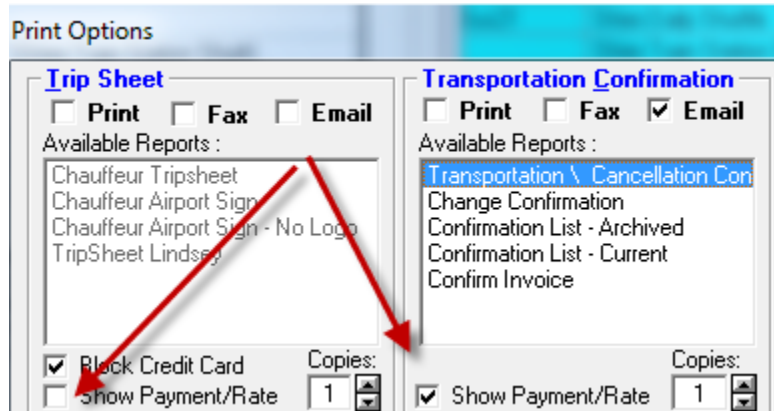 Print Options
Trip Sheet
Print Fax Email
Available Reports :
Chauffeur Tripsheet
Chauffeur Airport Sign
Chauffeur Airport Sign - No Logo
TripSheet Lindsey
Block Credit Card
Copies:
Show Payment/Rate
1
Transportation Confirmation
Print Fax Email
Available Reports :
Transportation \ Cancellation Con
Change Confirmation
Confirmation List - Archived
Confirmation List - Current
Confirm Invoice
Copies:
Show Payment/Rate
1